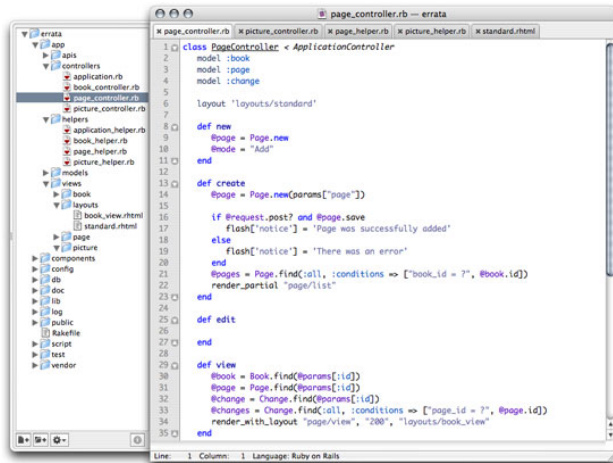 errata
app
apis
controllers
application.rb
book_controller.rb
page_controller.rb
picture_controller.rb
helpers
application_helper.rb
book_helper.rb
page_helper.rb
picture_helper.rb
models
views
book
layouts
book_view.rhtml
standard.rhtml
page
picture
components
config
db
doc
lib
log
public
Rakefile
script
test
vendor
page_controller.rb — errata
page_controller.rb picture_controller.rb page_helper.rb picture_helper.rb standard.rhtml
1 class PageController < ApplicationController
2 model :book
3 model :page
4 model :change
5
6 layout 'layouts/standard'
7
8 def new
9 @page = Page.new
10 @mode = "Add"
11 end
12
13 def create
14 @page = Page.new(params["page"])
15
16 if @request.post? and @page.save
17 flash['notice'] = 'Page was successfully added'
18 else
19 flash['notice'] = 'There was an error'
20 end
21 @pages = Page.find(:all, :conditions => ["book_id = ?", @book.id])
22 render_partial "page/list"
23 end
24
25 def edit
26
27 end
28
29 def view
30 @book = Book.find(@params[:id])
31 @page = Page.find(@params[:id])
32 @change = Change.find(@params[:id])
33 @changes = Change.find(:all, :conditions => ["page_id = ?", @page.id])
34 render_with_layout "page/view", "200", "layouts/book_view"
35 end
Line: 1 Column: 1 Language: Ruby on Rails